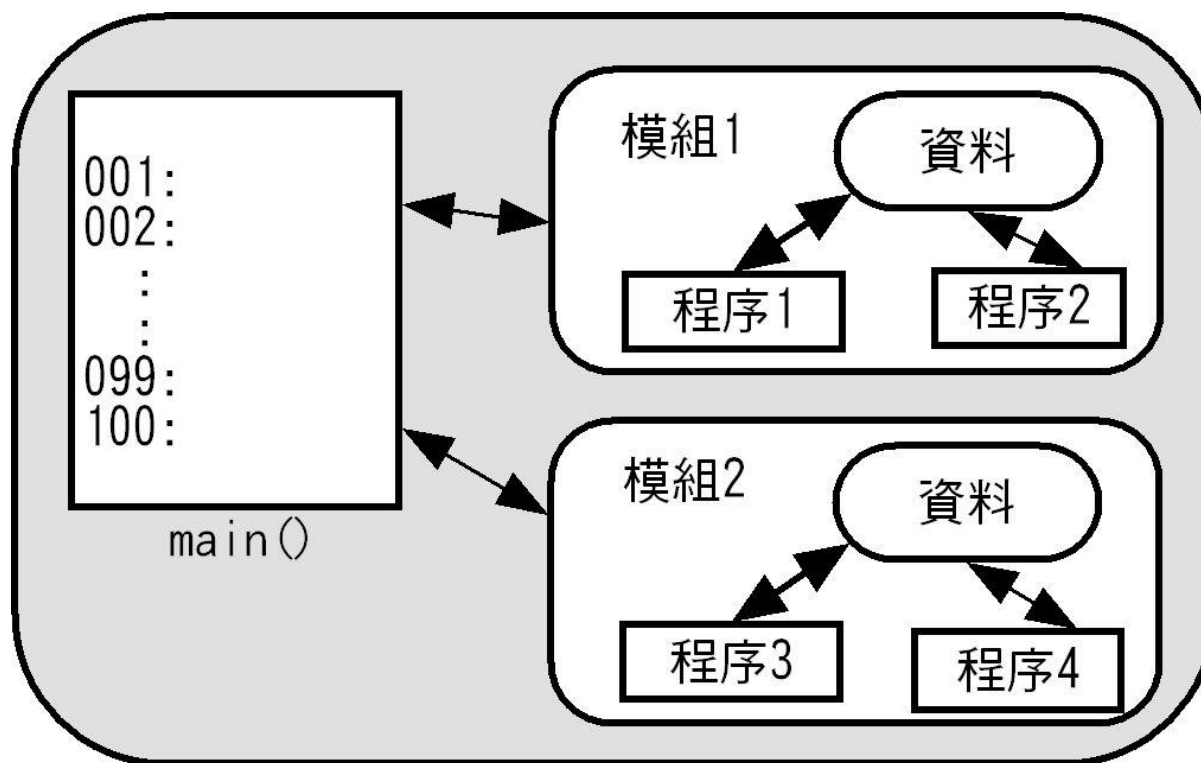 001:
002:
:
:
099:
100:
main()
模組1
資料
程序1
程序2
模組2
資料
程序3
程序4